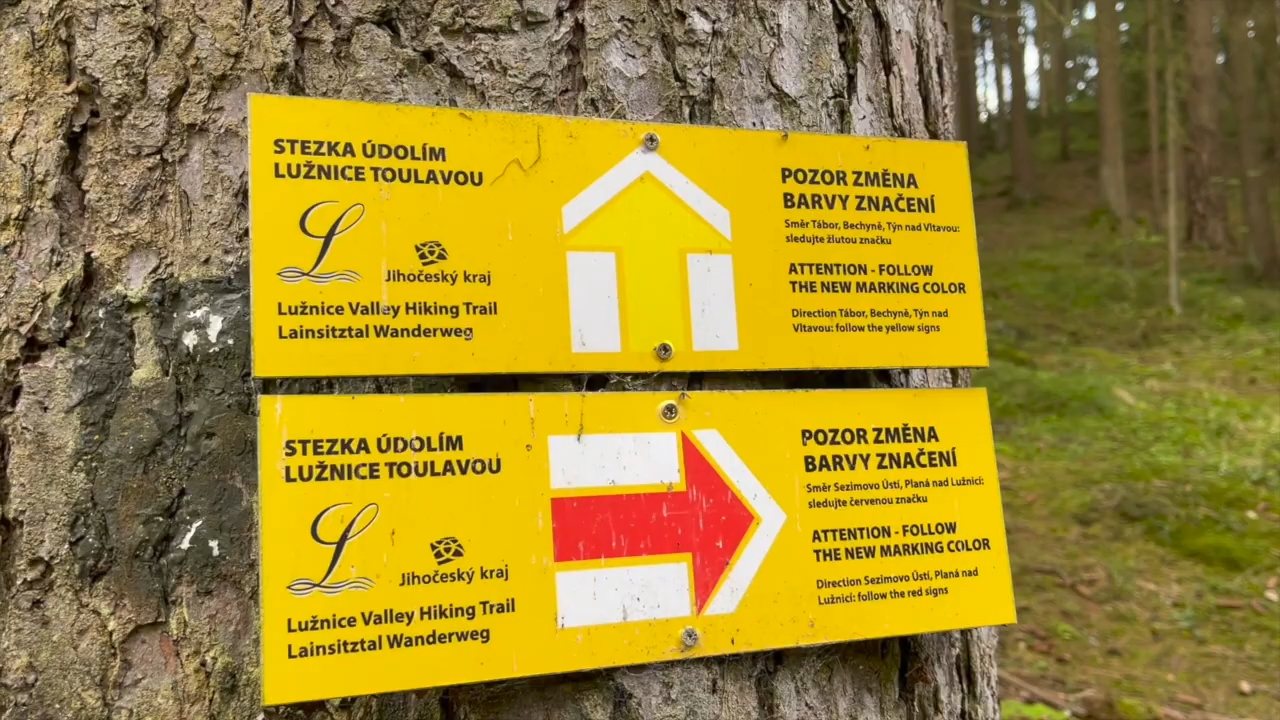 STEZKA ÚDOLÍM
LUŽNICE TOULAVOU
L
Jihočeský kraj
Lužnice Valley Hiking Trail
Lainsitztal Wanderweg
POZOR ZMĚNA
BARVY ZNAČENÍ
Směr Tábor, Bechyně, Týn nad Vltavou:
sledujte žlutou značku
ATTENTION - FOLLOW
THE NEW MARKING COLOR
Direction Tábor, Bechyně, Týn nad
Vltavou: follow the yellow signs
STEZKA ÚDOLÍM
LUŽNICE TOULAVOU
L
Jihočeský kraj
Lužnice Valley Hiking Trail
Lainsitztal Wanderweg
POZOR ZMĚNA
BARVY ZNAČENÍ
Směr Sezimovo Ústí, Planá nad Lužnicí:
sledujte červenou značku
ATTENTION - FOLLOW
THE NEW MARKING COLOR
Direction Sezimovo Ústí, Planá nad
Lužnicí: follow the red signs